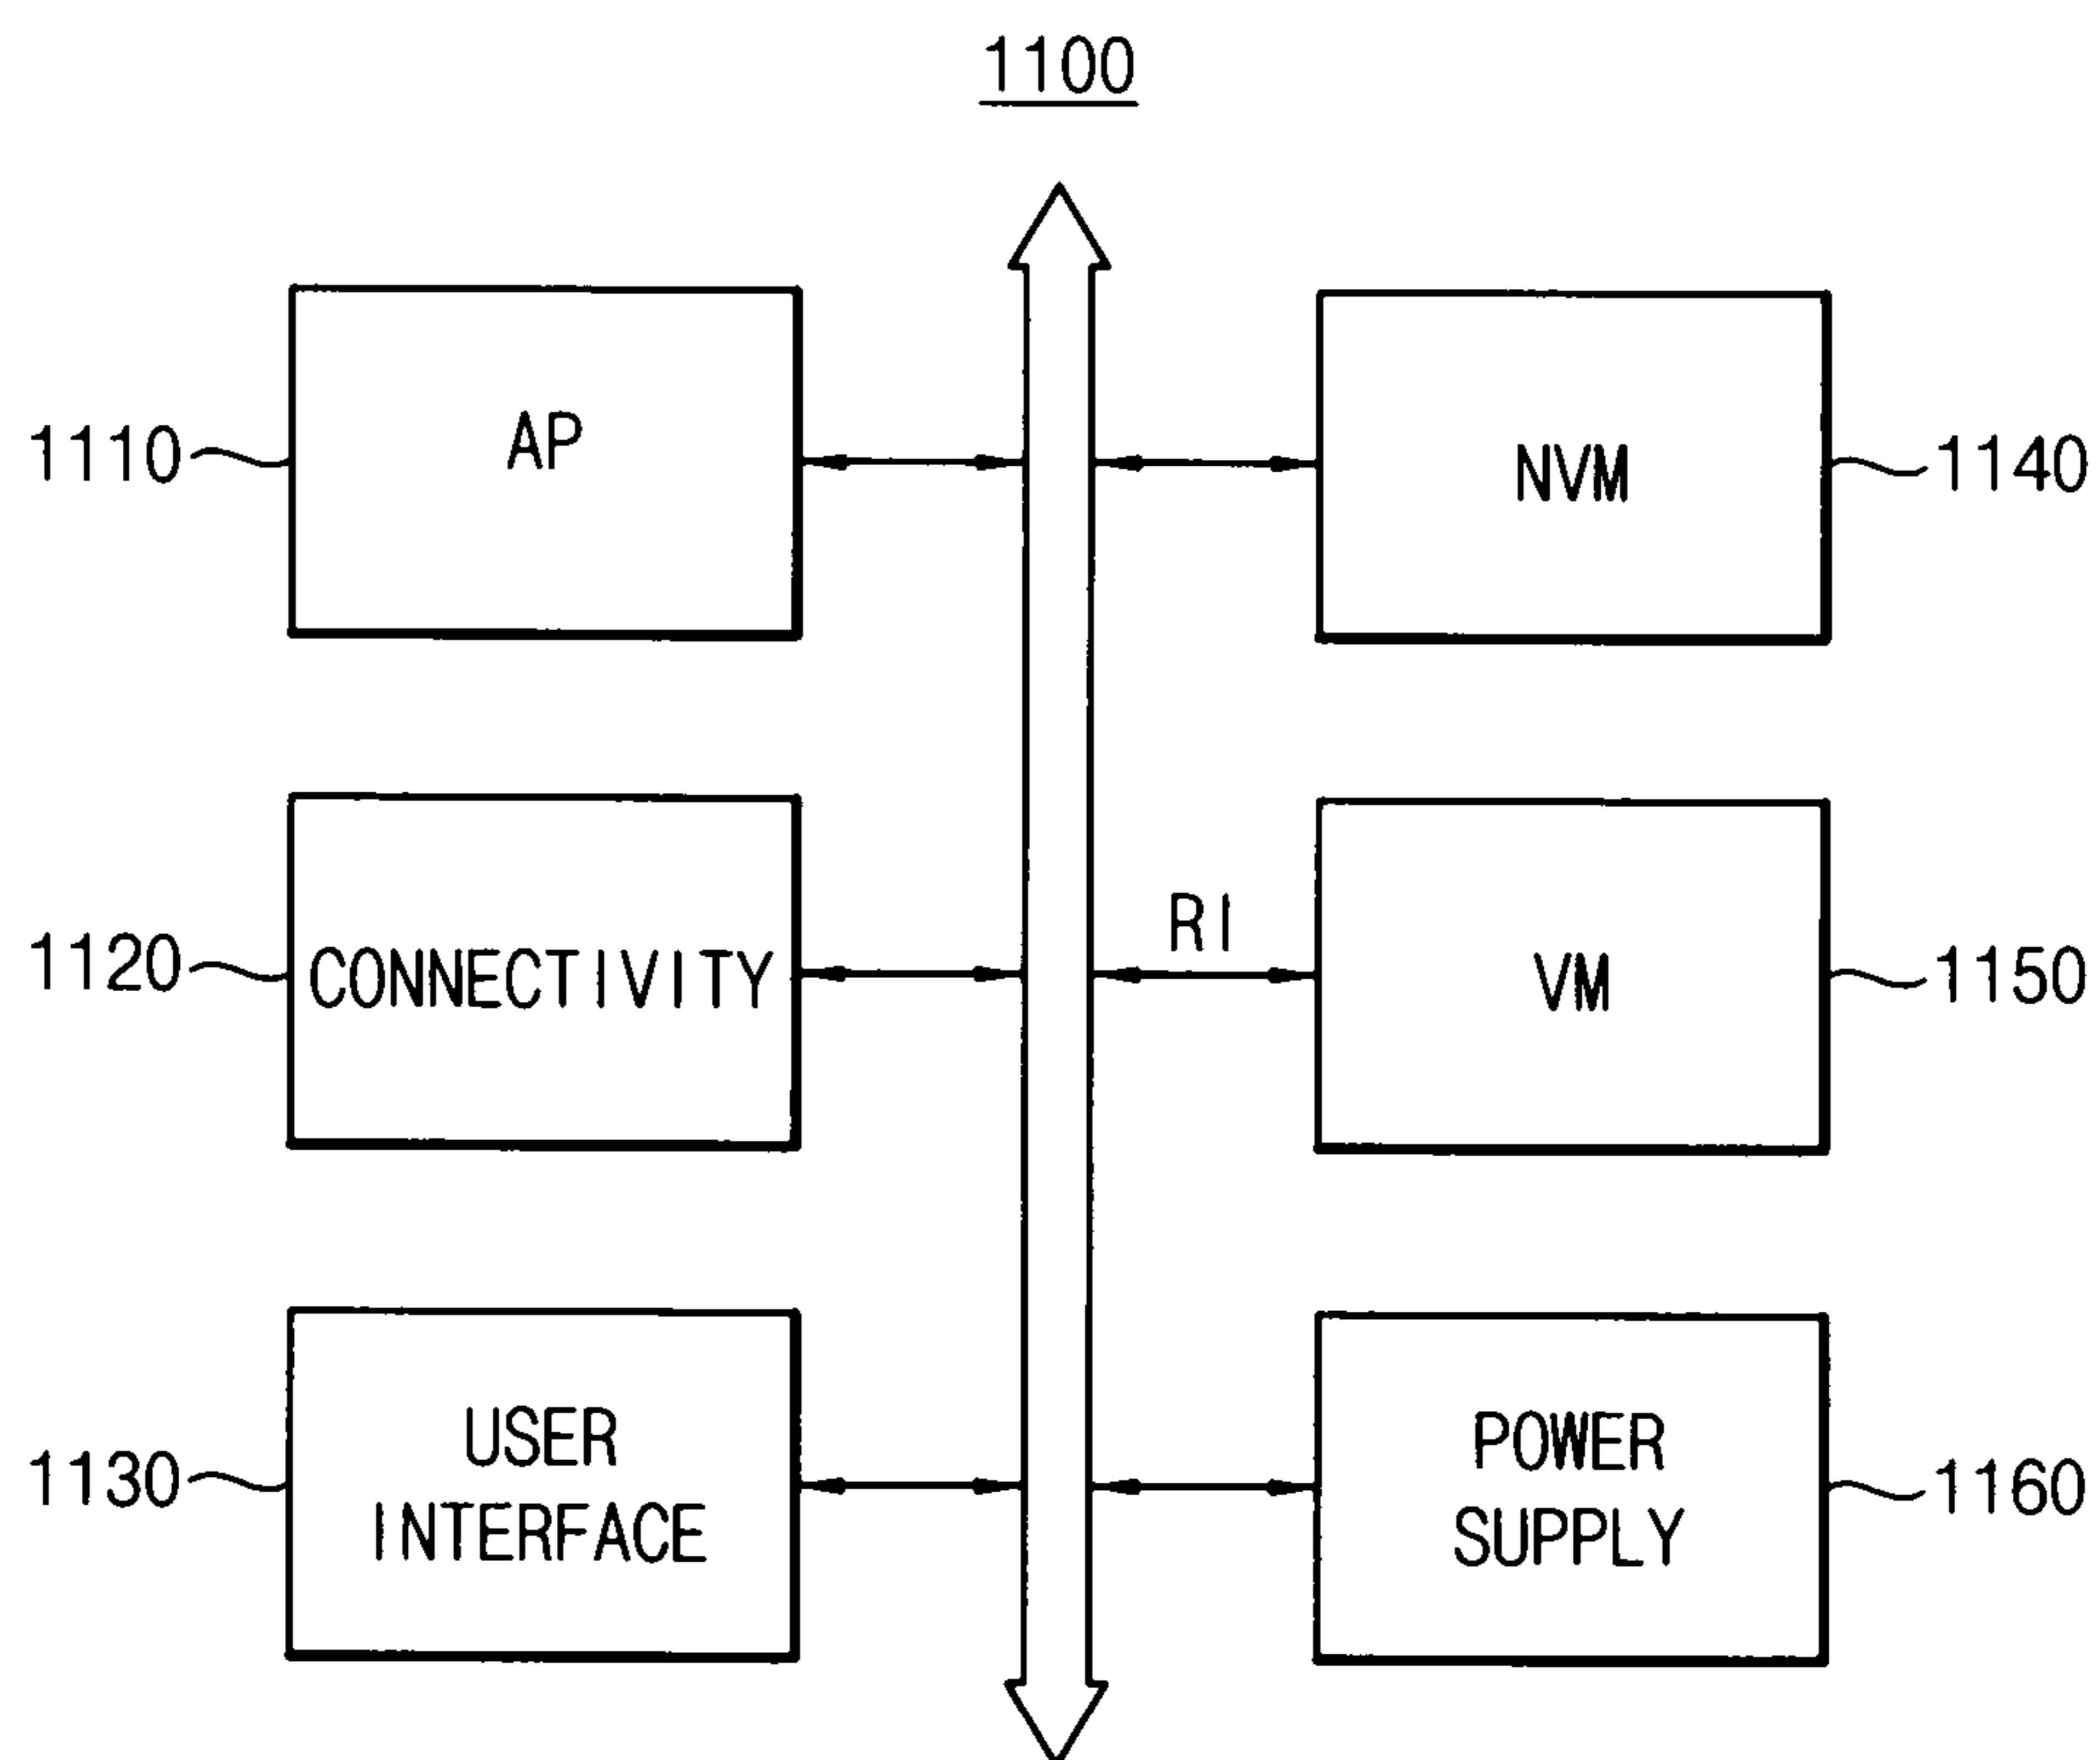 1100
AP
1110
NVM
1140
RI
1120
CONNECTIVITY
VM
1150
USER
INTERFACE
1130
POWER
SUPPLY
1160